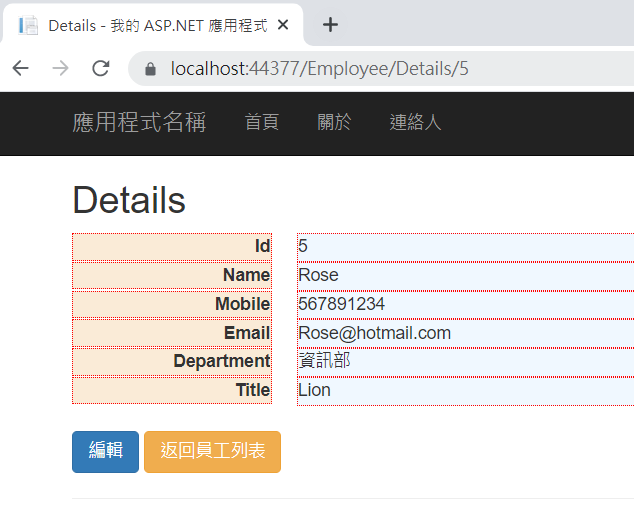 Details - 我的 ASP.NET 應用程式
localhost:44377/Employee/Details/5
應用程式名稱 首頁 關於 連絡人
Details
Id 5
Name Rose
Mobile 567891234
Email Rose@hotmail.com
Department 資訊部
Title Lion
編輯 返回員工列表